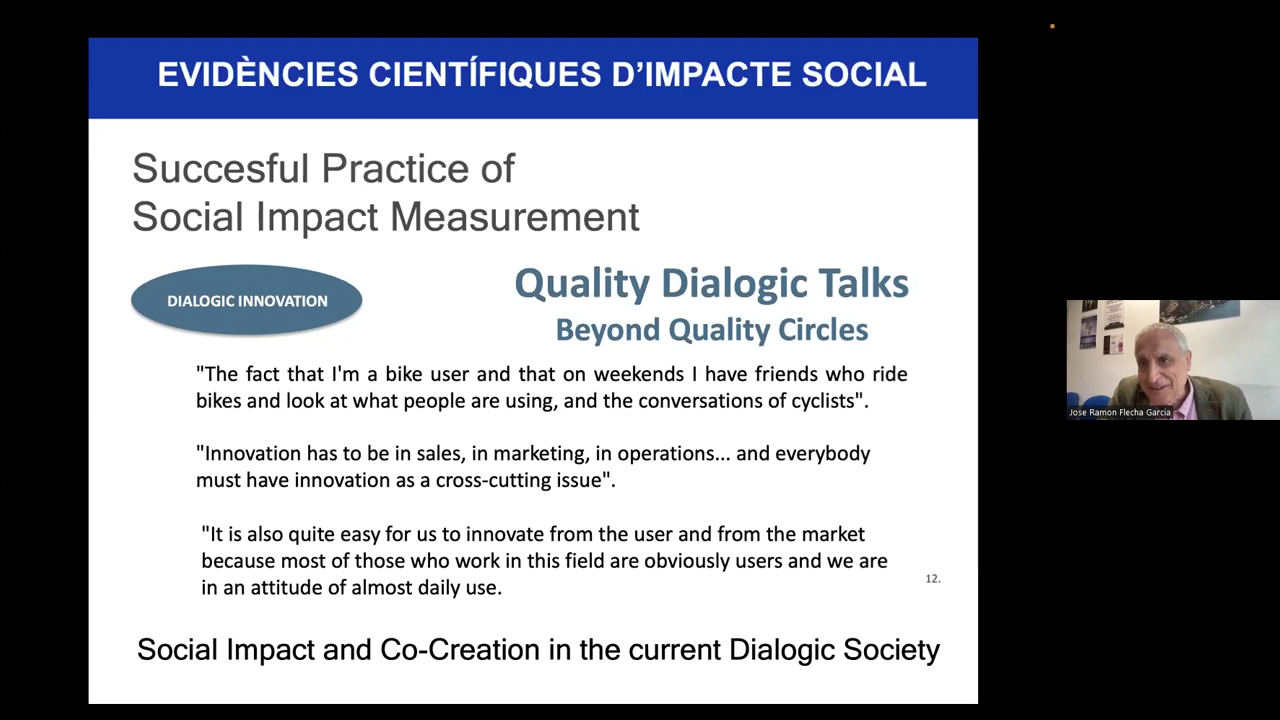 EVIDÈNCIES CIENTÍFIQUES D'IMPACTE SOCIAL
Succesful Practice of
Social Impact Measurement
DIALOGIC INNOVATION
Quality Dialogic Talks
Beyond Quality Circles
"The fact that I'm a bike user and that on weekends I have friends who ride
bikes and look at what people are using, and the conversations of cyclists".
"Innovation has to be in sales, in marketing, in operations... and everybody
must have innovation as a cross-cutting issue".
"It is also quite easy for us to innovate from the user and from the market
because most of those who work in this field are obviously users and we are
in an attitude of almost daily use.
12.
Social Impact and Co-Creation in the current Dialogic Society
Jose Ramon Flecha Garcia